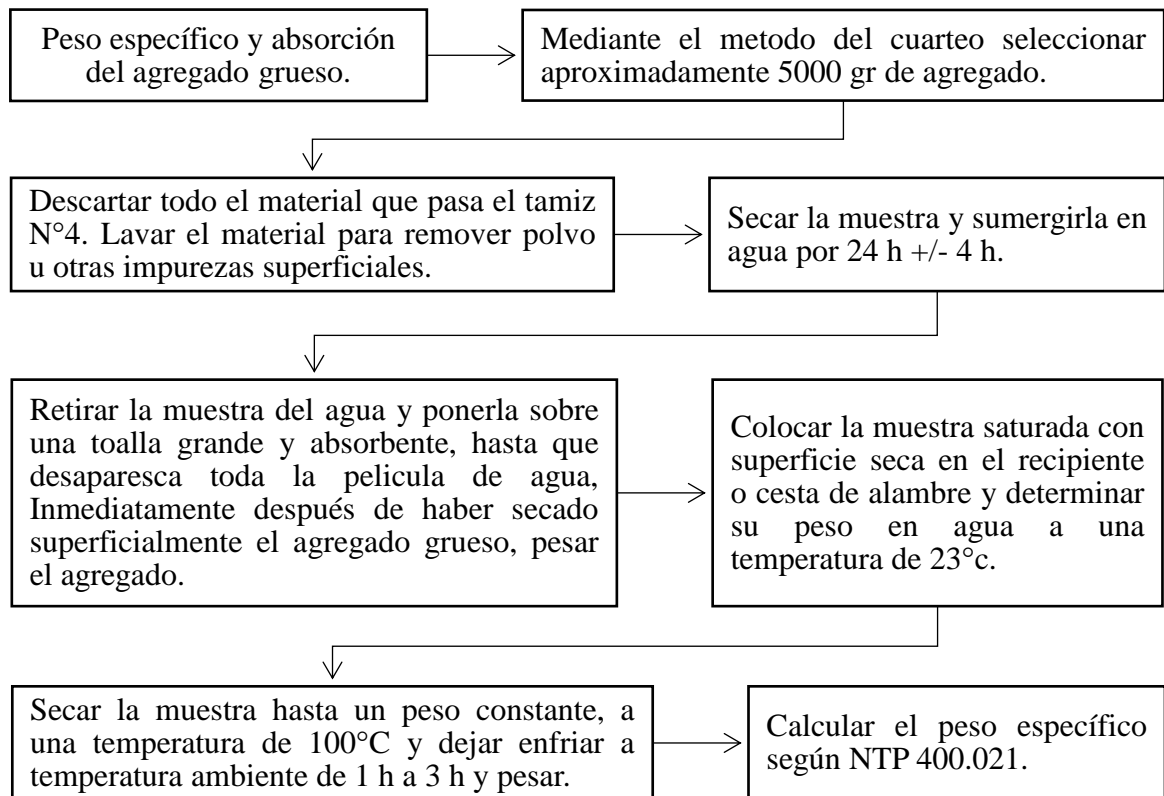 Peso específico y absorción
del agregado grueso.
Mediante el metodo del cuarteo seleccionar
aproximadamente 5000 gr de agregado.
Descartar todo el material que pasa el tamiz
N°4. Lavar el material para remover polvo
u otras impurezas superficiales.
Secar la muestra y sumergirla en
agua por 24 h +/- 4 h.
Retirar la muestra del agua y ponerla sobre
una toalla grande y absorbente, hasta que
desaparesca toda la pelicula de agua,
Inmediatamente después de haber secado
superficialmente el agregado grueso, pesar
el agregado.
Colocar la muestra saturada con
superficie seca en el recipiente
o cesta de alambre y determinar
su peso en agua a una
temperatura de 23°c.
Secar la muestra hasta un peso constante, a
una temperatura de 100°C y dejar enfriar a
temperatura ambiente de 1 h a 3 h y pesar.
Calcular el peso específico
según NTP 400.021.